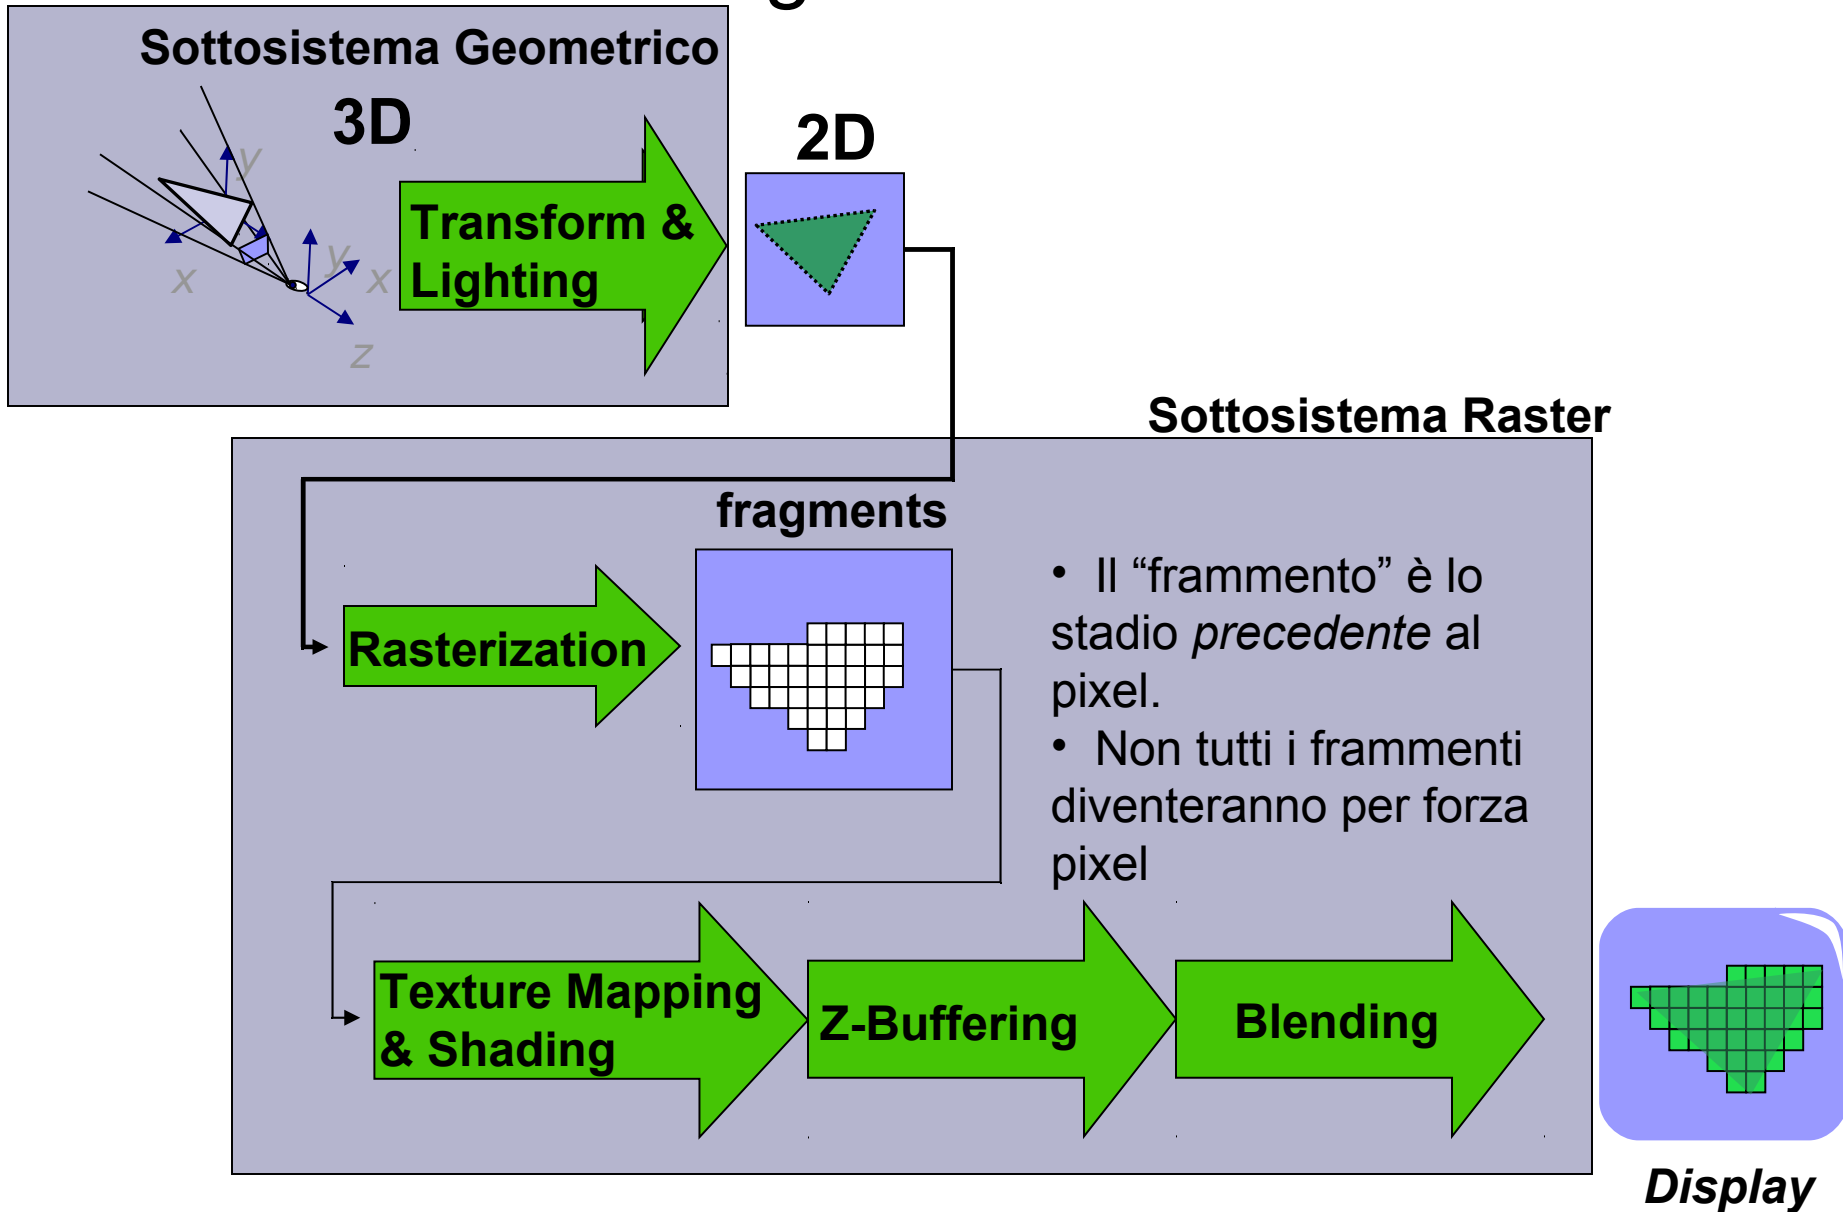 g
Sottosistema Geometrico
3D
2D
y
x
y
x
z
Transform &
Lighting
Sottosistema Raster
fragments
Rasterization
• Il “frammento” è lo
stadio precedente al
pixel.
• Non tutti i frammenti
diventeranno per forza
pixel
Texture Mapping
& Shading
Z-Buffering
Blending
Display